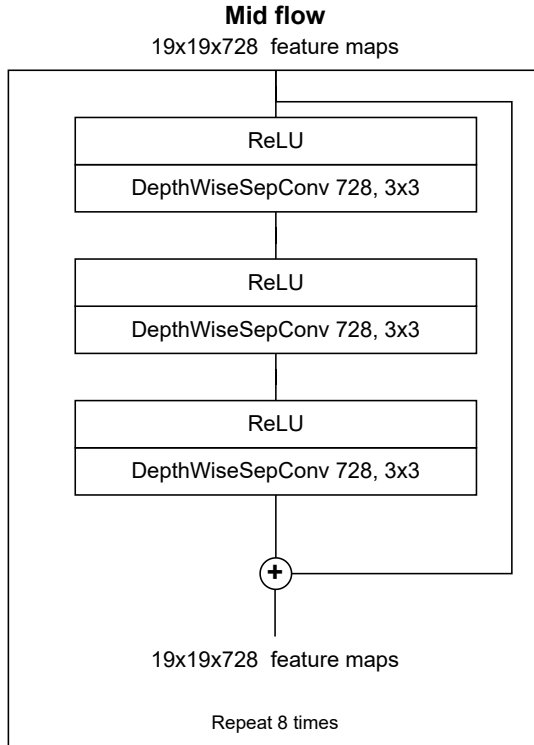 Mid flow
19x19x728 feature maps
ReLU
DepthWiseSepConv 728, 3x3
ReLU
DepthWiseSepConv 728, 3x3
ReLU
DepthWiseSepConv 728, 3x3
+
19x19x728 feature maps
Repeat 8 times